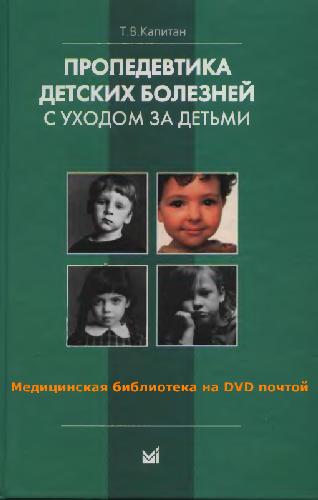 Т.В.Капитан
ПРОПЕДЕВТИКА
ДЕТСКИХ БОЛЕЗНЕЙ
С УХОДОМ ЗА ДЕТЬМИ
Медицинская библиотека на DVD почтой